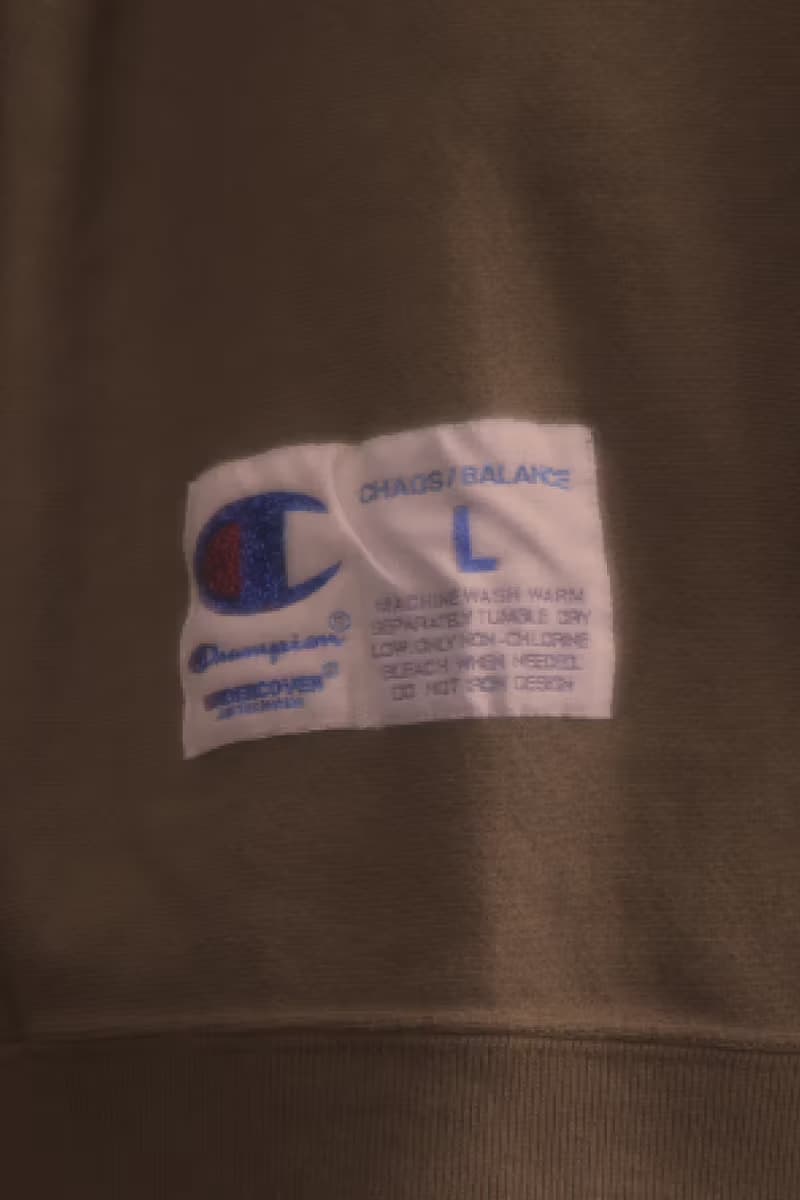 Champion®
UNDERCOVER
CHAOS / BALANCE
L
MACHINE WASH WARM
SEPARATELY TUMBLE DRY
LOW. ONLY NON-CHLORINE
BLEACH WHEN NEEDED.
DO NOT IRON DESIGN